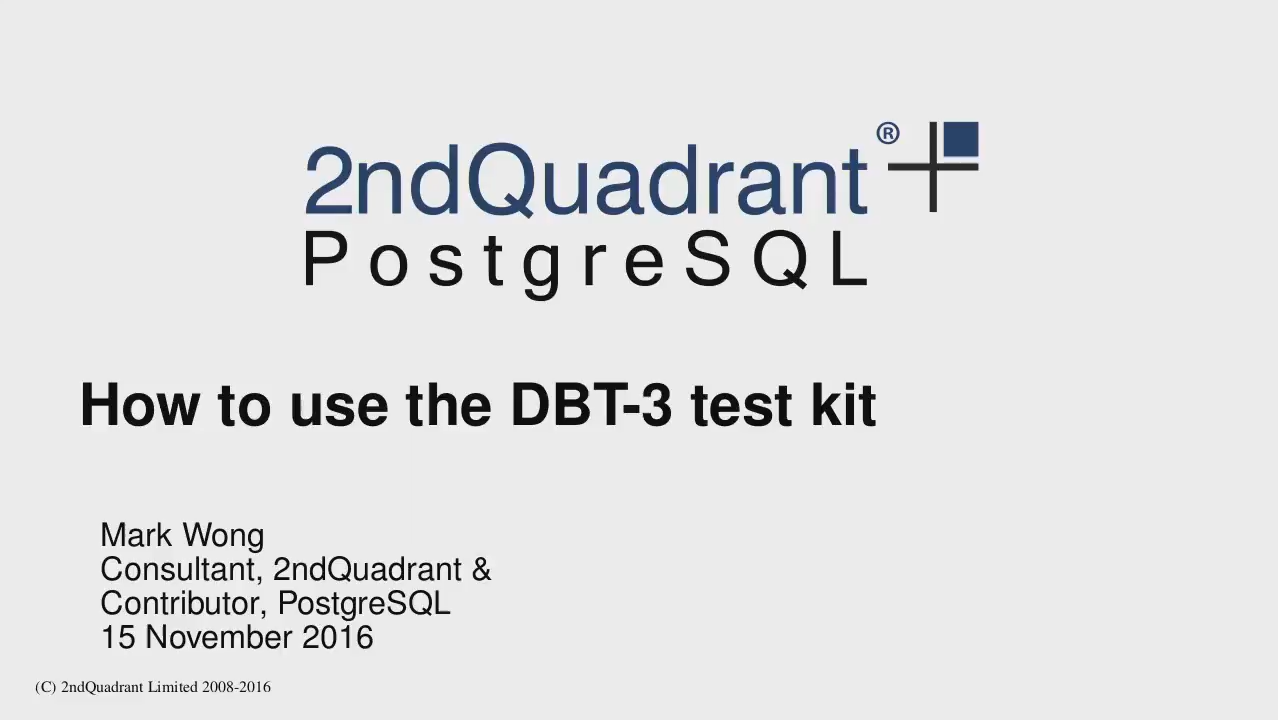 2ndQuadrant®
PostgreSQL
How to use the DBT-3 test kit
Mark Wong
Consultant, 2ndQuadrant &
Contributor, PostgreSQL
15 November 2016
(C) 2ndQuadrant Limited 2008-2016